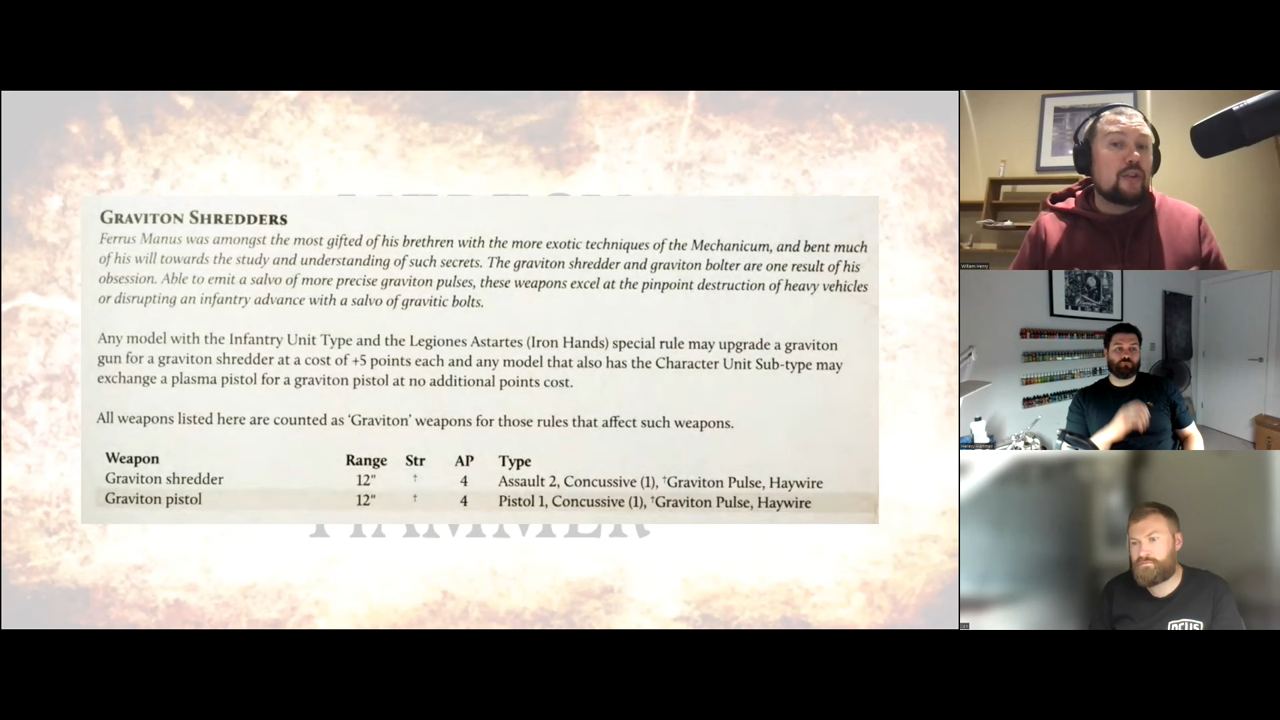 GRAVITON SHREDDERS
Ferrus Manus was amongst the most gifted of his brethren with the more exotic techniques of the Mechanicum, and bent much
of his will towards the study and understanding of such secrets. The graviton shredder and graviton bolter are one result of his
obsession. Able to emit a salvo of more precise graviton pulses, these weapons excel at the pinpoint destruction of heavy vehicles
or disrupting an infantry advance with a salvo of gravitic bolts.
Any model with the Infantry Unit Type and the Legiones Astartes (Iron Hands) special rule may upgrade a graviton
gun for a graviton shredder at a cost of +5 points each and any model that also has the Character Unit Sub-type may
exchange a plasma pistol for a graviton pistol at no additional points cost.
All weapons listed here are counted as 'Graviton' weapons for those rules that affect such weapons.
Weapon Range Str AP Type
Graviton shredder 12" † 4 Assault 2, Concussive (1), †Graviton Pulse, Haywire
Graviton pistol 12" † 4 Pistol 1, Concussive (1), †Graviton Pulse, Haywire
HAMMER